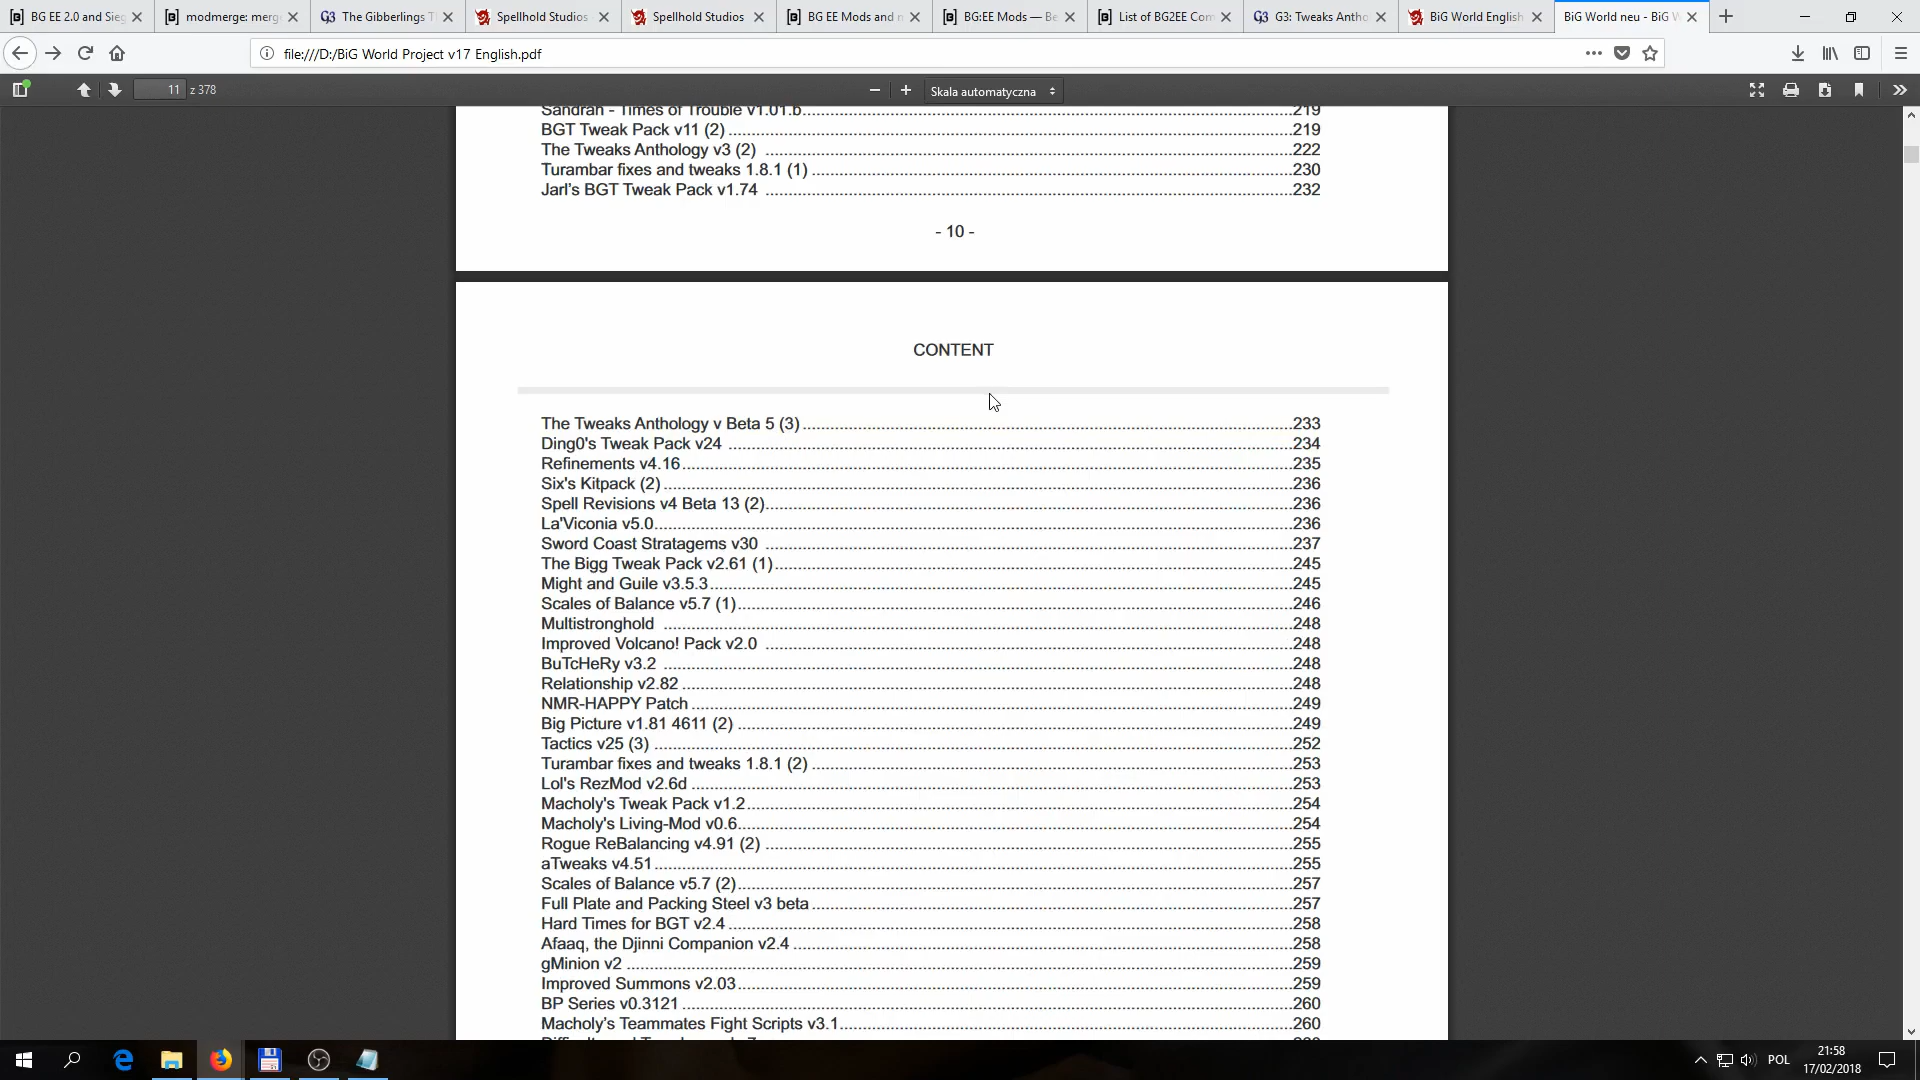 BG EE 2.0 and Sieg
modmerge: merg
The Gibberlings T
Spellhold Studios
Spellhold Studios
BG EE Mods and n
BG:EE Mods — Be
List of BG2EE Com
G3: Tweaks Antho
BiG World English
BiG World neu - BiG W
file:///D:/BiG World Project v17 English.pdf
11 z 378
Skala automatyczna
Sandrah - Times of Trouble v1.01.b 219
BGT Tweak Pack v11 (2) 219
The Tweaks Anthology v3 (2) 222
Turambar fixes and tweaks 1.8.1 (1) 230
Jarl's BGT Tweak Pack v1.74 232
- 10 -
CONTENT
The Tweaks Anthology v Beta 5 (3) 233
Ding0's Tweak Pack v24 234
Refinements v4.16 235
Six's Kitpack (2) 236
Spell Revisions v4 Beta 13 (2) 236
La'Viconia v5.0 236
Sword Coast Stratagems v30 237
The Bigg Tweak Pack v2.61 (1) 245
Might and Guile v3.5.3 245
Scales of Balance v5.7 (1) 246
Multistronghold 248
Improved Volcano! Pack v2.0 248
BuTcHeRy v3.2 248
Relationship v2.82 248
NMR-HAPPY Patch 249
Big Picture v1.81 4611 (2) 249
Tactics v25 (3) 252
Turambar fixes and tweaks 1.8.1 (2) 253
Lol's RezMod v2.6d 253
Macholy's Tweak Pack v1.2 254
Macholy's Living-Mod v0.6 254
Rogue ReBalancing v4.91 (2) 255
aTweaks v4.51 255
Scales of Balance v5.7 (2) 257
Full Plate and Packing Steel v3 beta 257
Hard Times for BGT v2.4 258
Afaaq, the Djinni Companion v2.4 258
gMinion v2 259
Improved Summons v2.03 259
BP Series v0.3121 260
Macholy's Teammates Fight Scripts v3.1 260
POL
21:58
17/02/2018